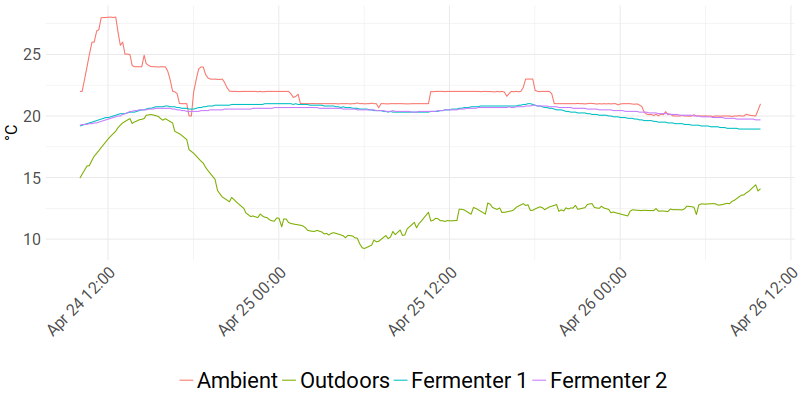 25
20
15
10
°C
Apr 24 12:00
Apr 25 00:00
Apr 25 12:00
Apr 26 00:00
Apr 26 12:00
Ambient Outdoors Fermenter 1 Fermenter 2